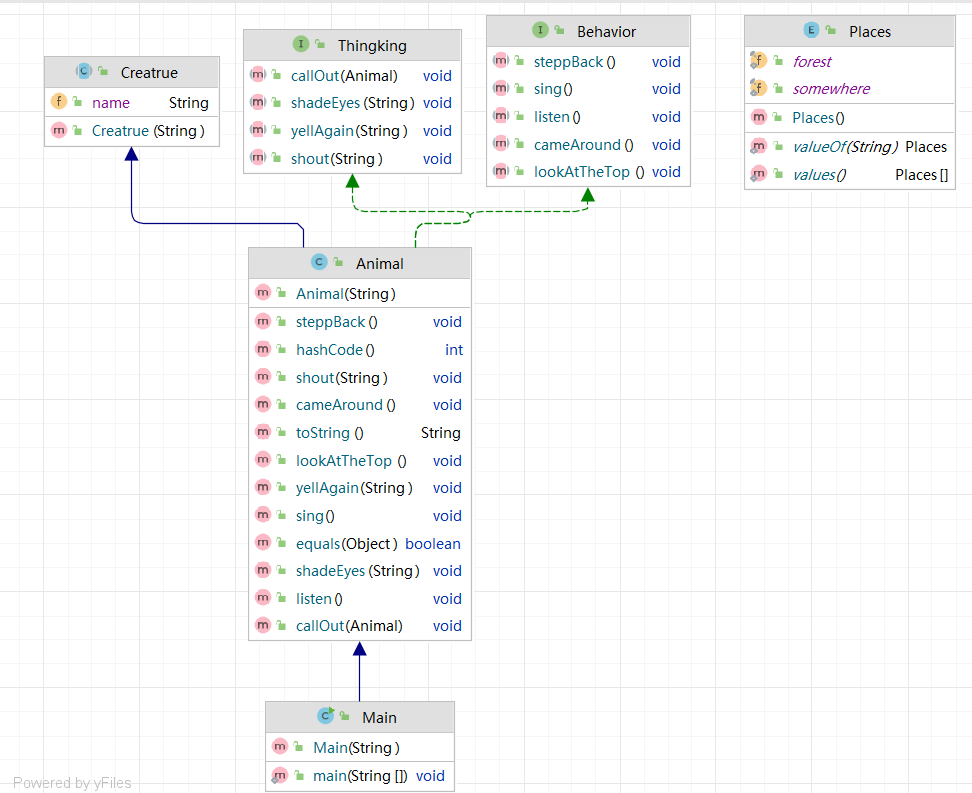 Creatrue
name String
Creatrue (String )
Thingking
callOut(Animal) void
shadeEyes (String ) void
yellAgain(String ) void
shout(String ) void
Behavior
steppBack () void
sing() void
listen () void
cameAround () void
lookAtTheTop () void
Places
forest
somewhere
Places()
valueOf(String) Places
values() Places []
Animal
Animal(String )
steppBack () void
hashCode() int
shout(String ) void
cameAround () void
toString () String
lookAtTheTop () void
yellAgain(String ) void
sing() void
equals(Object ) boolean
shadeEyes (String ) void
listen () void
callOut(Animal) void
Main
Main(String )
main(String []) void
Powered by yFiles